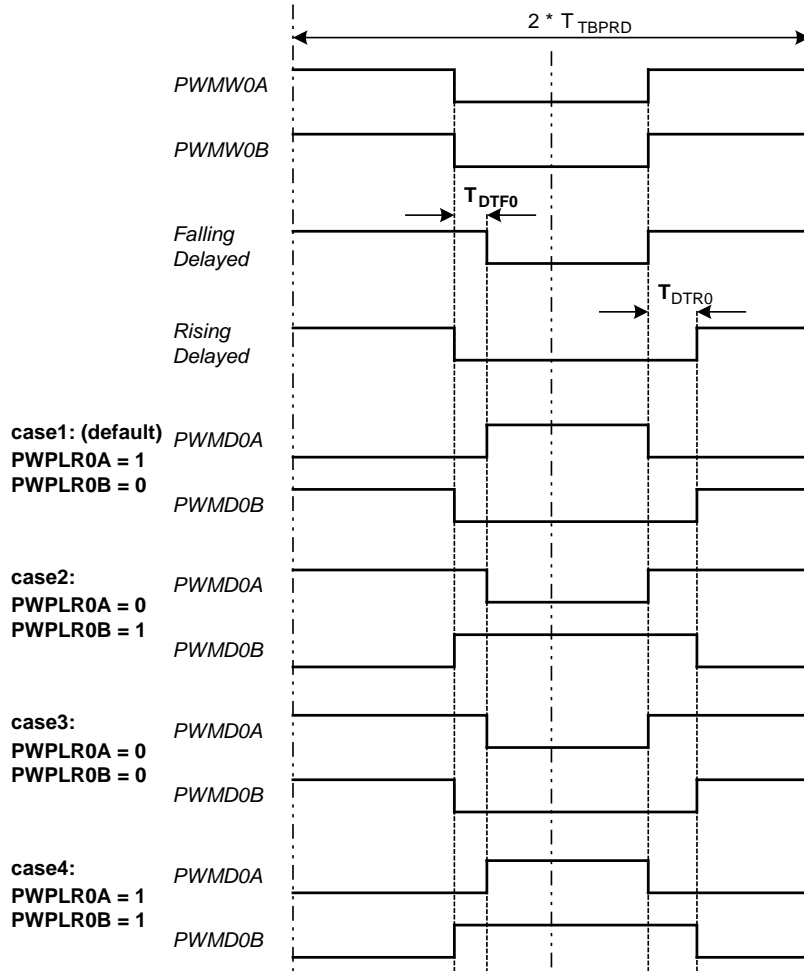 2 * T TBPRD
PWMW0A
PWMW0B
TDTF0
Falling
Delayed
TDTR0
Rising
Delayed
case1: (default)
PWPLR0A = 1
PWPLR0B = 0
PWMD0A
PWMD0B
case2:
PWPLR0A = 0
PWPLR0B = 1
PWMD0A
PWMD0B
case3:
PWPLR0A = 0
PWPLR0B = 0
PWMD0A
PWMD0B
case4:
PWPLR0A = 1
PWPLR0B = 1
PWMD0A
PWMD0B